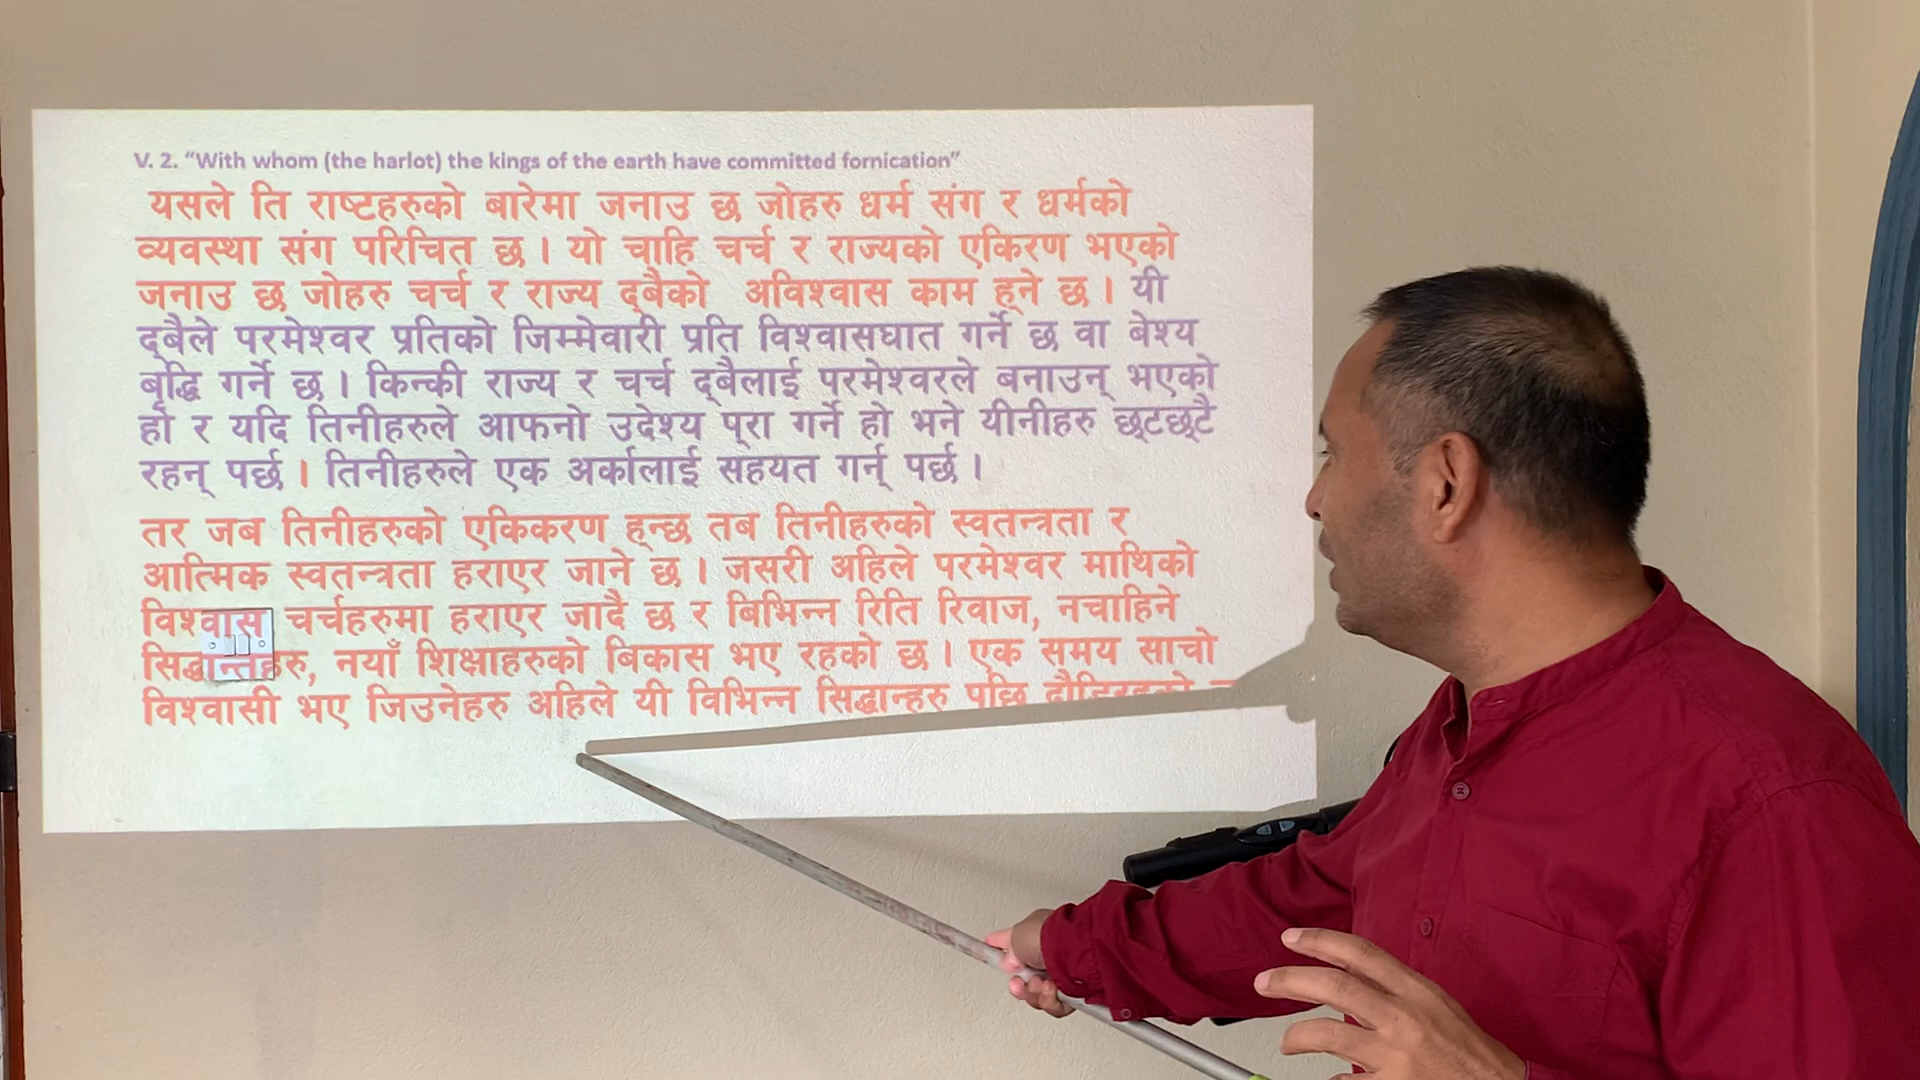 V. 2. “With whom (the harlot) the kings of the earth have committed fornication”
यसले ति राष्टहरुको बारेमा जनाउ छ जोहरु धर्म संग र धर्मको
व्यवस्था संग परिचित छ । यो चाहि चर्च र राज्यको एकिरण भएको
जनाउ छ जोहरु चर्च र राज्य द्बैको अविश्वास काम ह्ने छ । यी
द्बैले परमेश्वर प्रतिको जिम्मेवारी प्रति विश्वासघात गर्ने छ वा बेश्य
बृद्धि गर्ने छ । किन्की राज्य र चर्च द्बैलाई परमेश्वरले बनाउन् भएको
हो र यदि तिनीहरुले आफनो उदेश्य प्रा गर्ने हो भने यीनीहरु छ्टछ्टै
रहन् पर्छ । तिनीहरुले एक अर्कालाई सहयत गर्न् पर्छ ।
तर जब तिनीहरुको एकिकरण ह्न्छ तब तिनीहरुको स्वतन्त्रता र
आत्मिक स्वतन्त्रता हराएर जाने छ । जसरी अहिले परमेश्वर माथिको
विश्वास चर्चहरुमा हराएर जादै छ र बिभिन्न रिति रिवाज, नचाहिने
सिद्धान्तहरु, नयाँ शिक्षाहरुको बिकास भए रहको छ । एक समय साचो
विश्वासी भए जिउनेहरु अहिले यी विभिन्न सिद्धान्हरु पछि